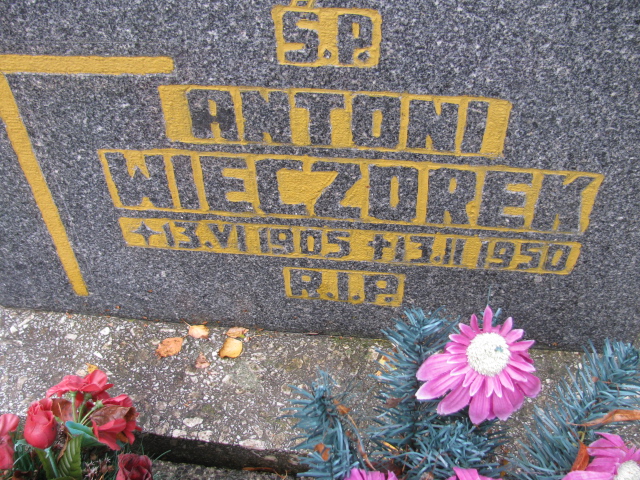 Ś.P.
ANTONI
WIECZOREK
*13.VI 1905 ✝13.II 1950
R.I.P.